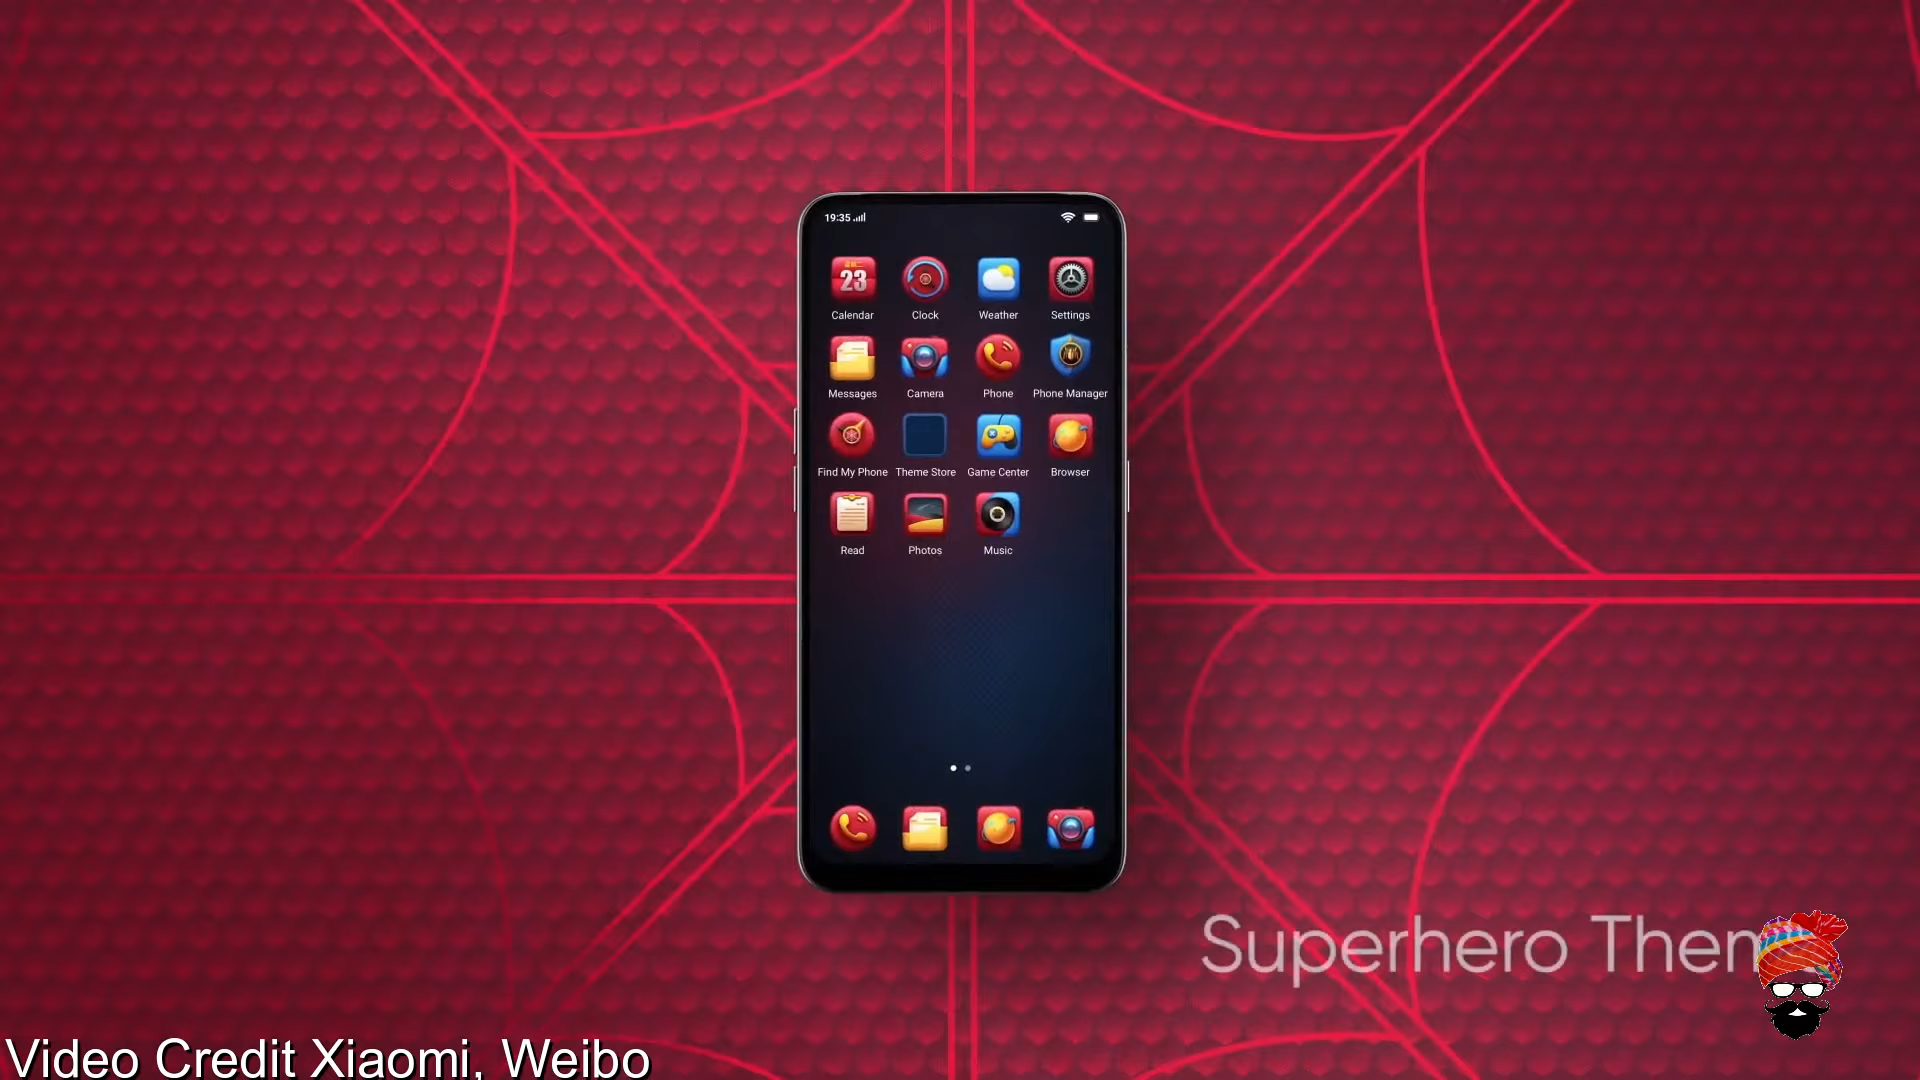 19:35
23
Calendar Clock Weather Settings
Messages Camera Phone Phone Manager
Find My Phone Theme Store Game Center Browser
Read Photos Music
Superhero Them
Video Credit Xiaomi, Weibo